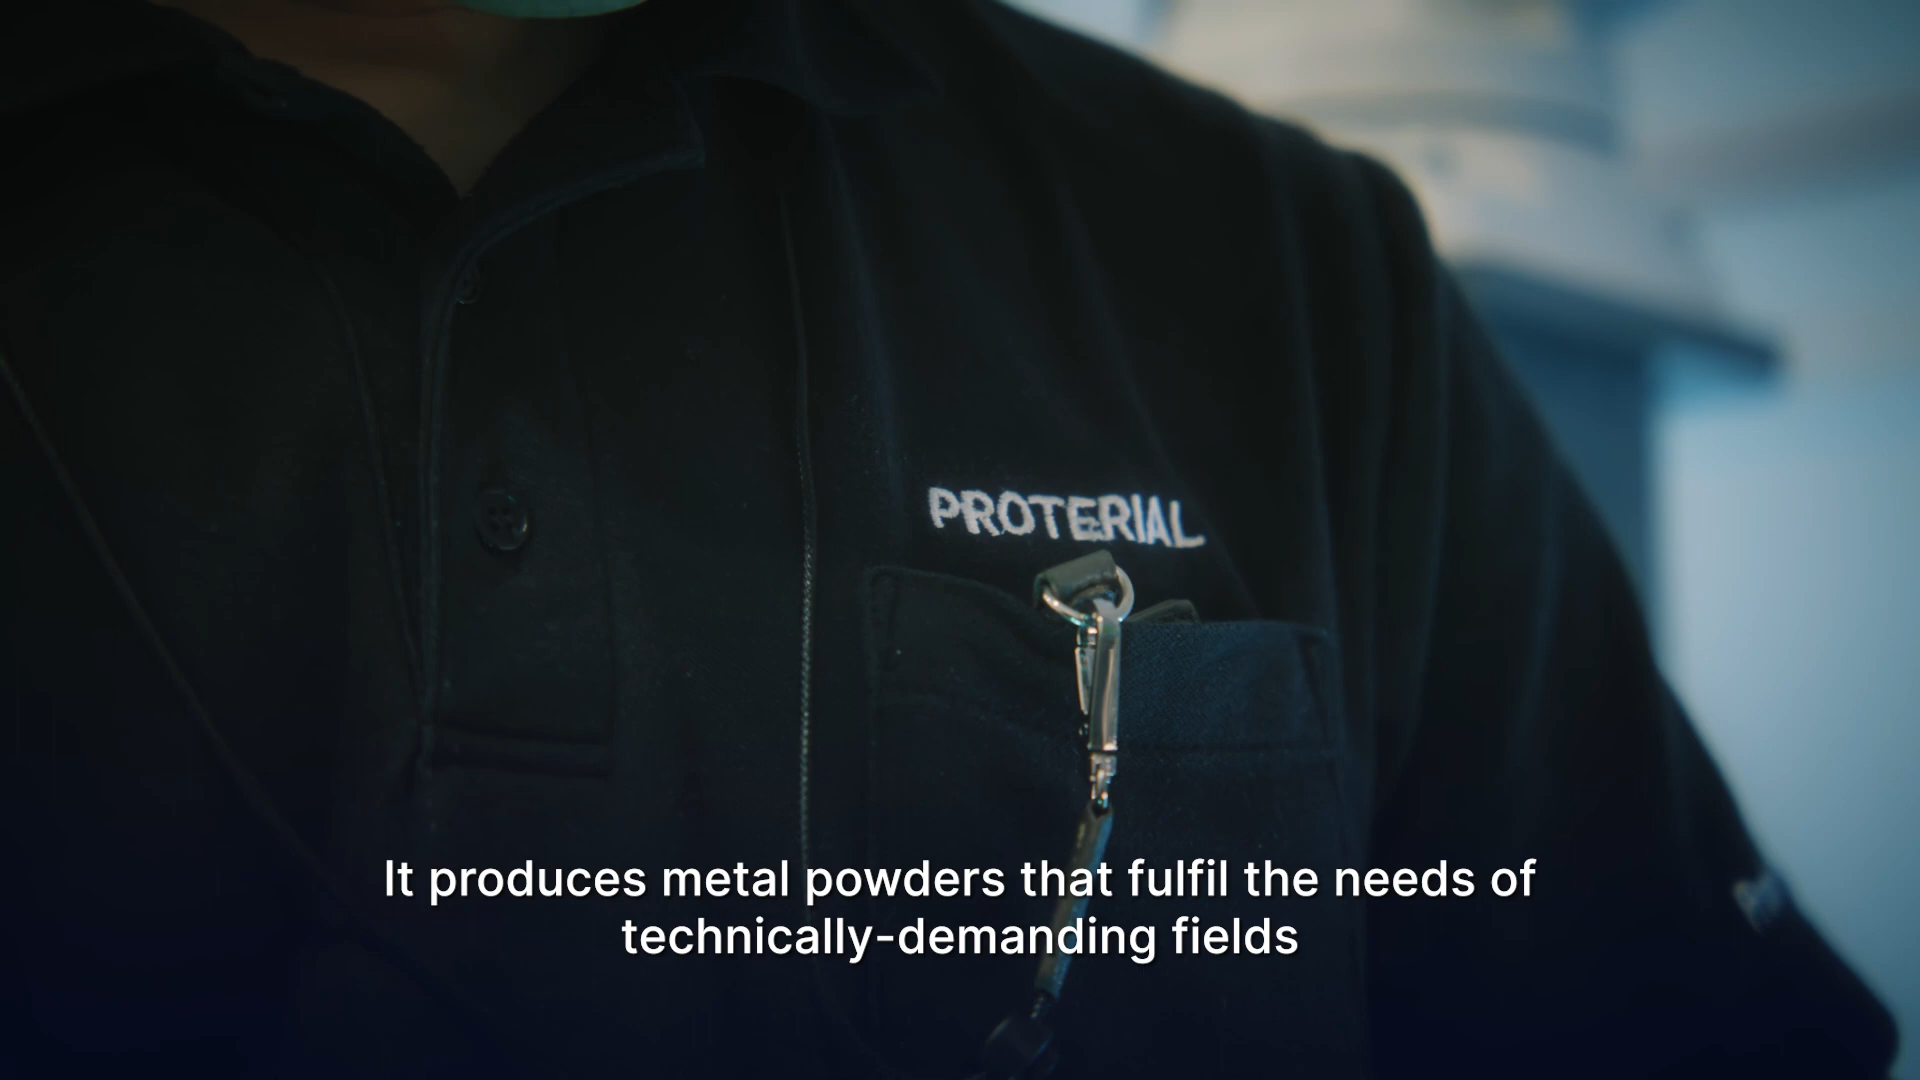 PROTERIAL
It produces metal powders that fulfil the needs of
technically-demanding fields